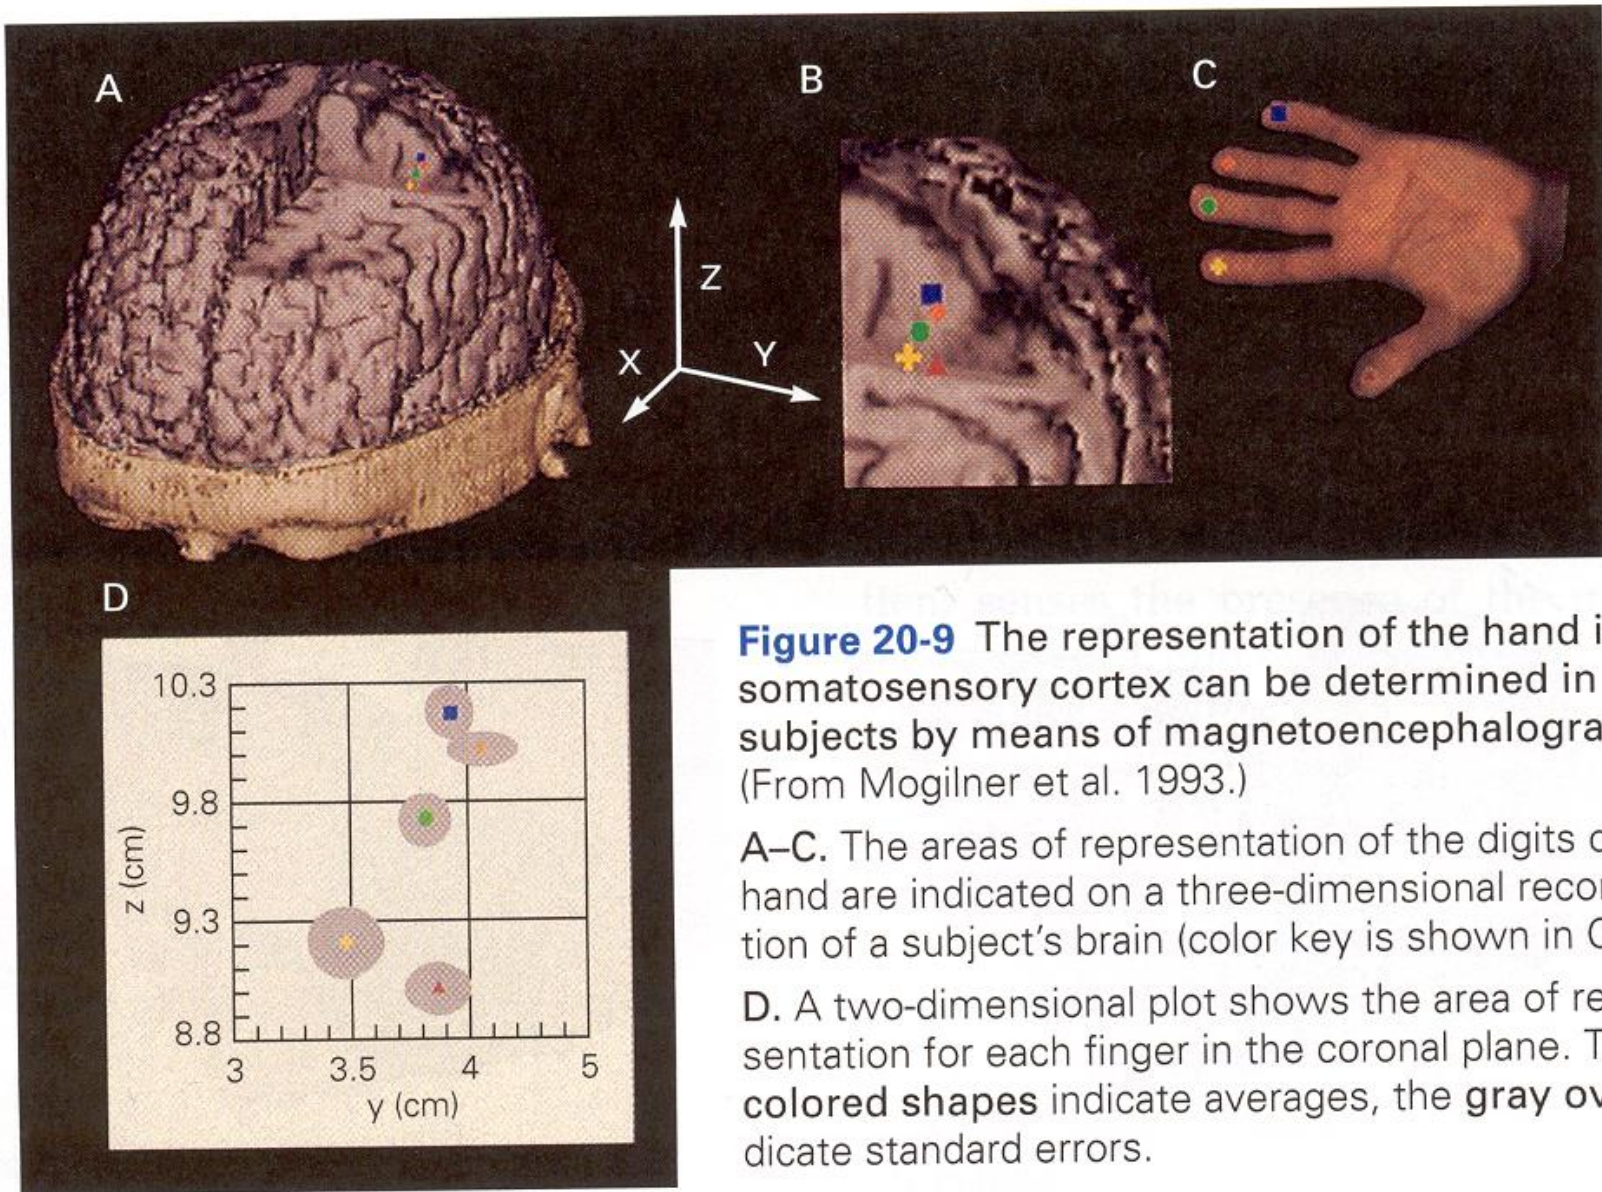 A
B
C
Z
X
Y
D
10.3
9.8
9.3
8.8
z (cm)
3
3.5
4
5
y (cm)
Figure 20-9 The representation of the hand i
somatosensory cortex can be determined in
subjects by means of magnetoencephalogra
(From Mogilner et al. 1993.)
A–C. The areas of representation of the digits o
hand are indicated on a three-dimensional recon
tion of a subject's brain (color key is shown in C
D. A two-dimensional plot shows the area of re
sentation for each finger in the coronal plane. T
colored shapes indicate averages, the gray ov
dicate standard errors.